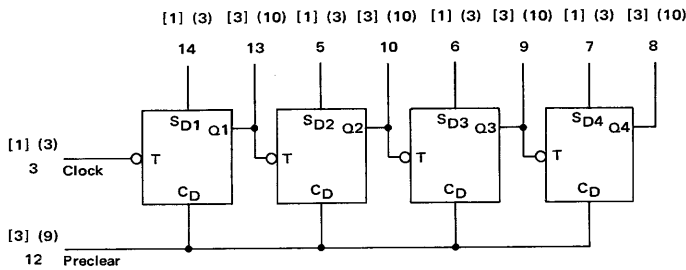 [1] (3) [3] (10) [1] (3) [3] (10) [1] (3) [3] (10) [1] (3) [3] (10)
14 13 5 10 6 9 7 8
SD1 Q1 SD2 Q2 SD3 Q3 SD4 Q4
[1] (3)
3 Clock T T T T
CD CD CD CD
[3] (9)
12 Preclear